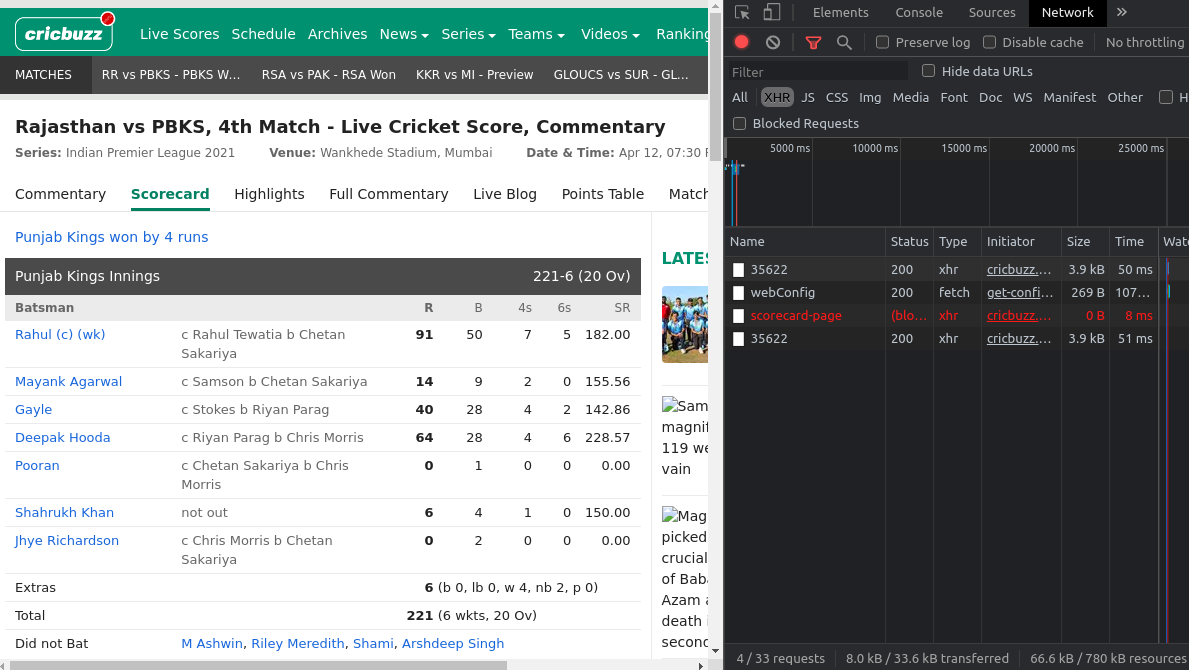 cricbuzz Live Scores Schedule Archives News Series Teams Videos Ranking
MATCHES RR vs PBKS - PBKS W... RSA vs PAK - RSA Won KKR vs MI - Preview GLOUCS vs SUR - GL...
Rajasthan vs PBKS, 4th Match - Live Cricket Score, Commentary
Series: Indian Premier League 2021 Venue: Wankhede Stadium, Mumbai Date & Time: Apr 12, 07:30
Commentary Scorecard Highlights Full Commentary Live Blog Points Table Match
Punjab Kings won by 4 runs
Punjab Kings Innings 221-6 (20 Ov)
Batsman R B 4s 6s SR
Rahul (c) (wk) c Rahul Tewatia b Chetan Sakariya 91 50 7 5 182.00
Mayank Agarwal c Samson b Chetan Sakariya 14 9 2 0 155.56
Gayle c Stokes b Riyan Parag 40 28 4 2 142.86
Deepak Hooda c Riyan Parag b Chris Morris 64 28 4 6 228.57
Pooran c Chetan Sakariya b Chris Morris 0 1 0 0 0.00
Shahrukh Khan not out 6 4 1 0 150.00
Jhye Richardson c Chris Morris b Chetan Sakariya 0 2 0 0 0.00
Extras 6 (b 0, lb 0, w 4, nb 2, p 0)
Total 221 (6 wkts, 20 Ov)
Did not Bat M Ashwin, Riley Meredith, Shami, Arshdeep Singh
LATES
Sam
magnif
119 we
vain
Mag
picked
crucial
of Bab
Azam a
death i
second
Elements Console Sources Network
Preserve log Disable cache No throttling
Filter Hide data URLs
All XHR JS CSS Img Media Font Doc WS Manifest Other H
Blocked Requests
5000 ms 10000 ms 15000 ms 20000 ms 25000 ms
Name Status Type Initiator Size Time Wate
35622 200 xhr cricbuzz.... 3.9 kB 50 ms
webConfig 200 fetch get-confi... 269 B 107...
scorecard-page (blo... xhr cricbuzz.... 0 B 8 ms
35622 200 xhr cricbuzz.... 3.9 kB 51 ms
4 / 33 requests 8.0 kB / 33.6 kB transferred 66.6 kB / 780 kB resources